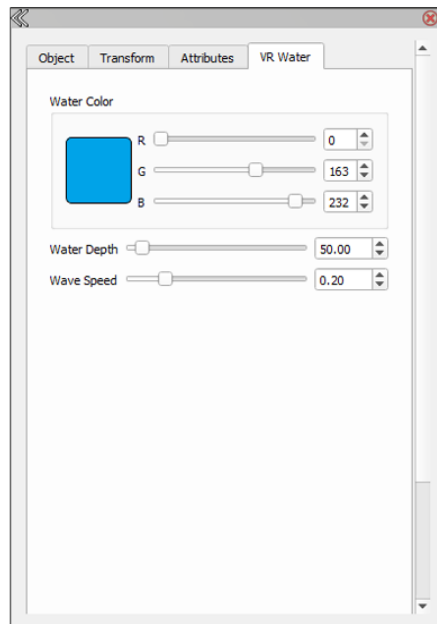 Object Transform Attributes VR Water
Water Color
R 0
G 163
B 232
Water Depth 50.00
Wave Speed 0.20